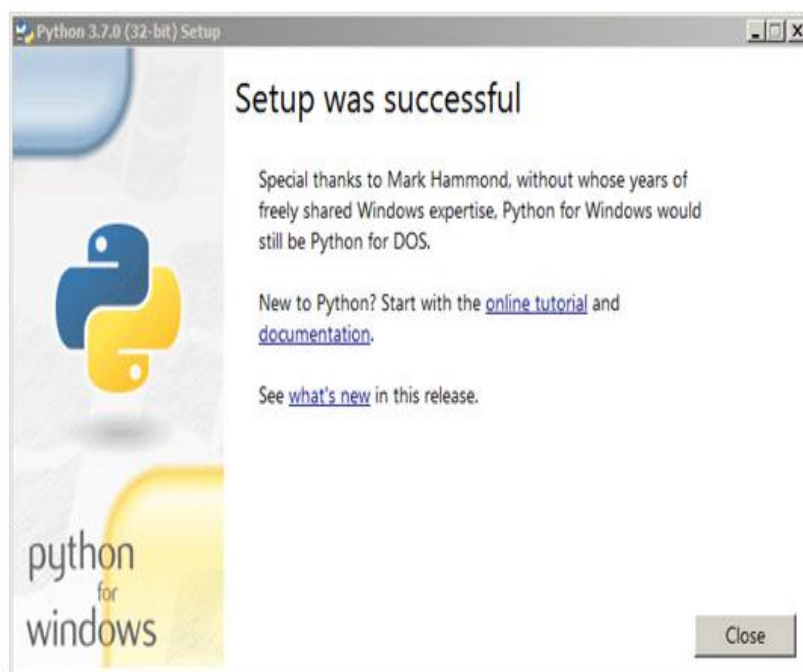 Python 3.7.0 (32-bit) Setup
Setup was successful
Special thanks to Mark Hammond, without whose years of
freely shared Windows expertise, Python for Windows would
still be Python for DOS.
New to Python? Start with the online tutorial and
documentation.
See what's new in this release.
python
for
windows
Close